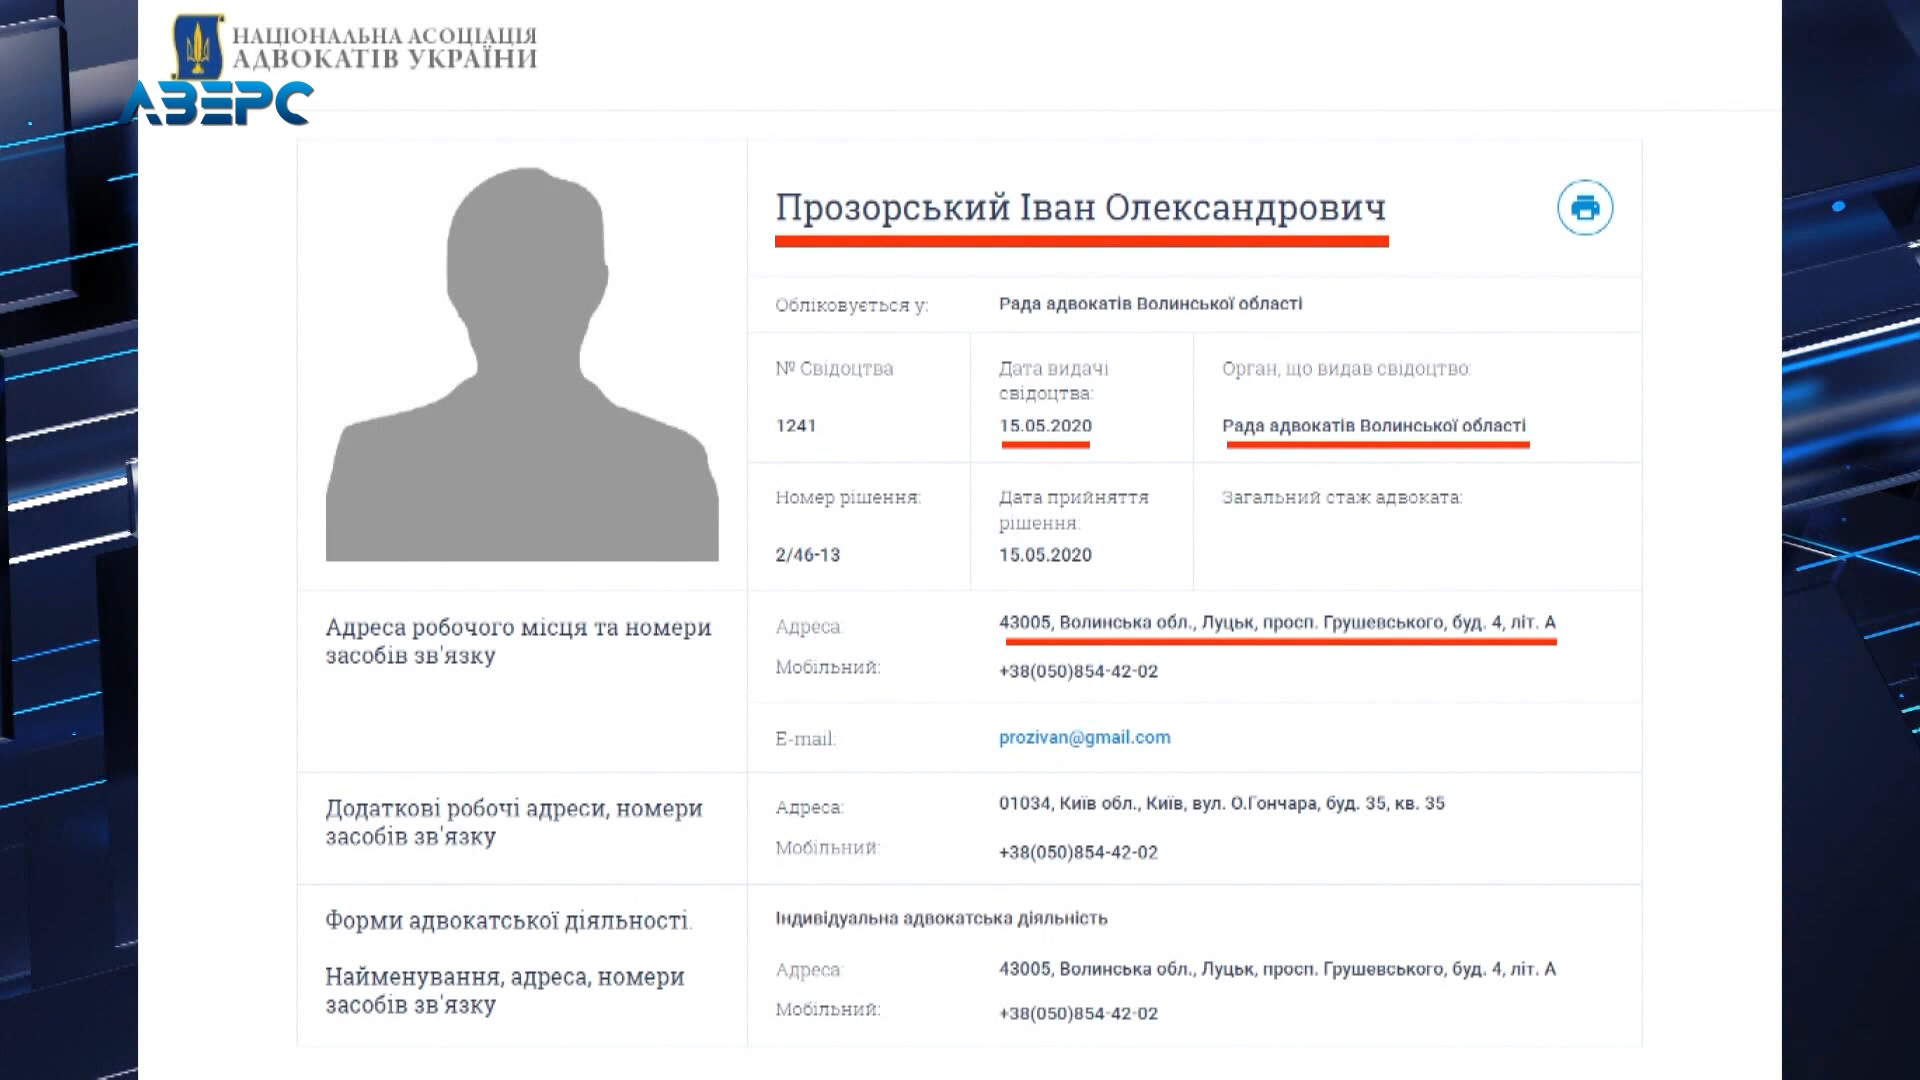 НАЦІОНАЛЬНА АСОЦІАЦІЯ
АДВОКАТІВ УКРАЇНИ
АВЕРС
Прозорський Іван Олександрович
Обліковується у:
Рада адвокатів Волинської області
№ Свідоцтва
1241
Дата видачі
свідоцтва:
15.05.2020
Орган, що видав свідоцтво:
Рада адвокатів Волинської області
Номер рішення:
2/46-13
Дата прийняття
рішення:
15.05.2020
Загальний стаж адвоката:
Адреса робочого місця та номери
засобів зв'язку
Адреса:
43005, Волинська обл., Луцьк, просп. Грушевського, буд. 4, літ. А
Мобільний:
+38(050)854-42-02
E-mail:
prozivan@gmail.com
Додаткові робочі адреси, номери
засобів зв'язку
Адреса:
01034, Київ обл., Київ, вул. О.Гончара, буд. 35, кв. 35
Мобільний:
+38(050)854-42-02
Форми адвокатської діяльності.
Найменування, адреса, номери
засобів зв'язку
Індивідуальна адвокатська діяльність
Адреса:
43005, Волинська обл., Луцьк, просп. Грушевського, буд. 4, літ. А
Мобільний:
+38(050)854-42-02